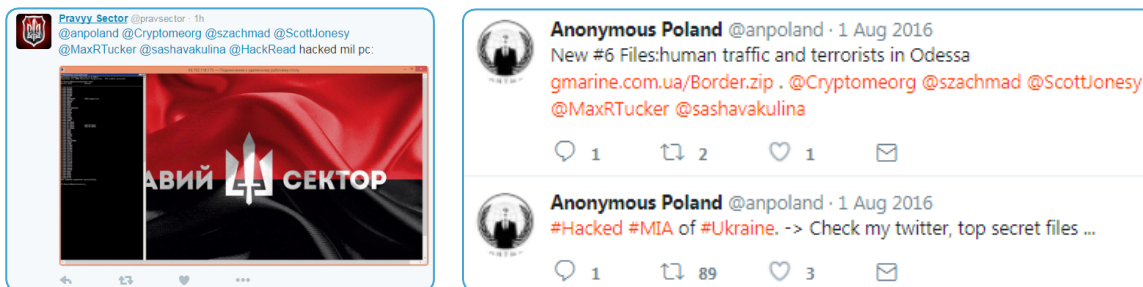 Pravyy Sector @pravsector · 1h
@anpoland @Cryptomeorg @szachmad @ScottJonesy
@MaxRTucker @sashavakulina @HackRead hacked mil pc:
АВИЙ СЕКТОР
Anonymous Poland @anpoland · 1 Aug 2016
New #6 Files:human traffic and terrorists in Odessa
gmarine.com.ua/Border.zip . @Cryptomeorg @szachmad @ScottJonesy
@MaxRTucker @sashavakulina
1 2 1
Anonymous Poland @anpoland · 1 Aug 2016
#Hacked #MIA of #Ukraine. -> Check my twitter, top secret files ...
1 89 3